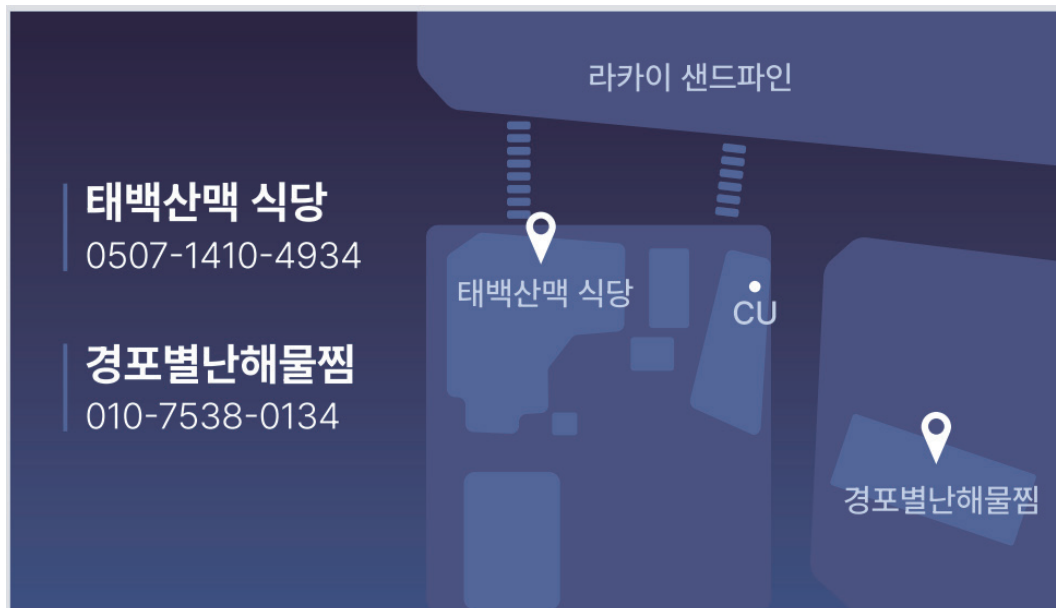 라카이 샌드파인
태백산맥 식당
0507-1410-4934
경포별난해물찜
010-7538-0134
태백산맥 식당
CU
경포별난해물찜